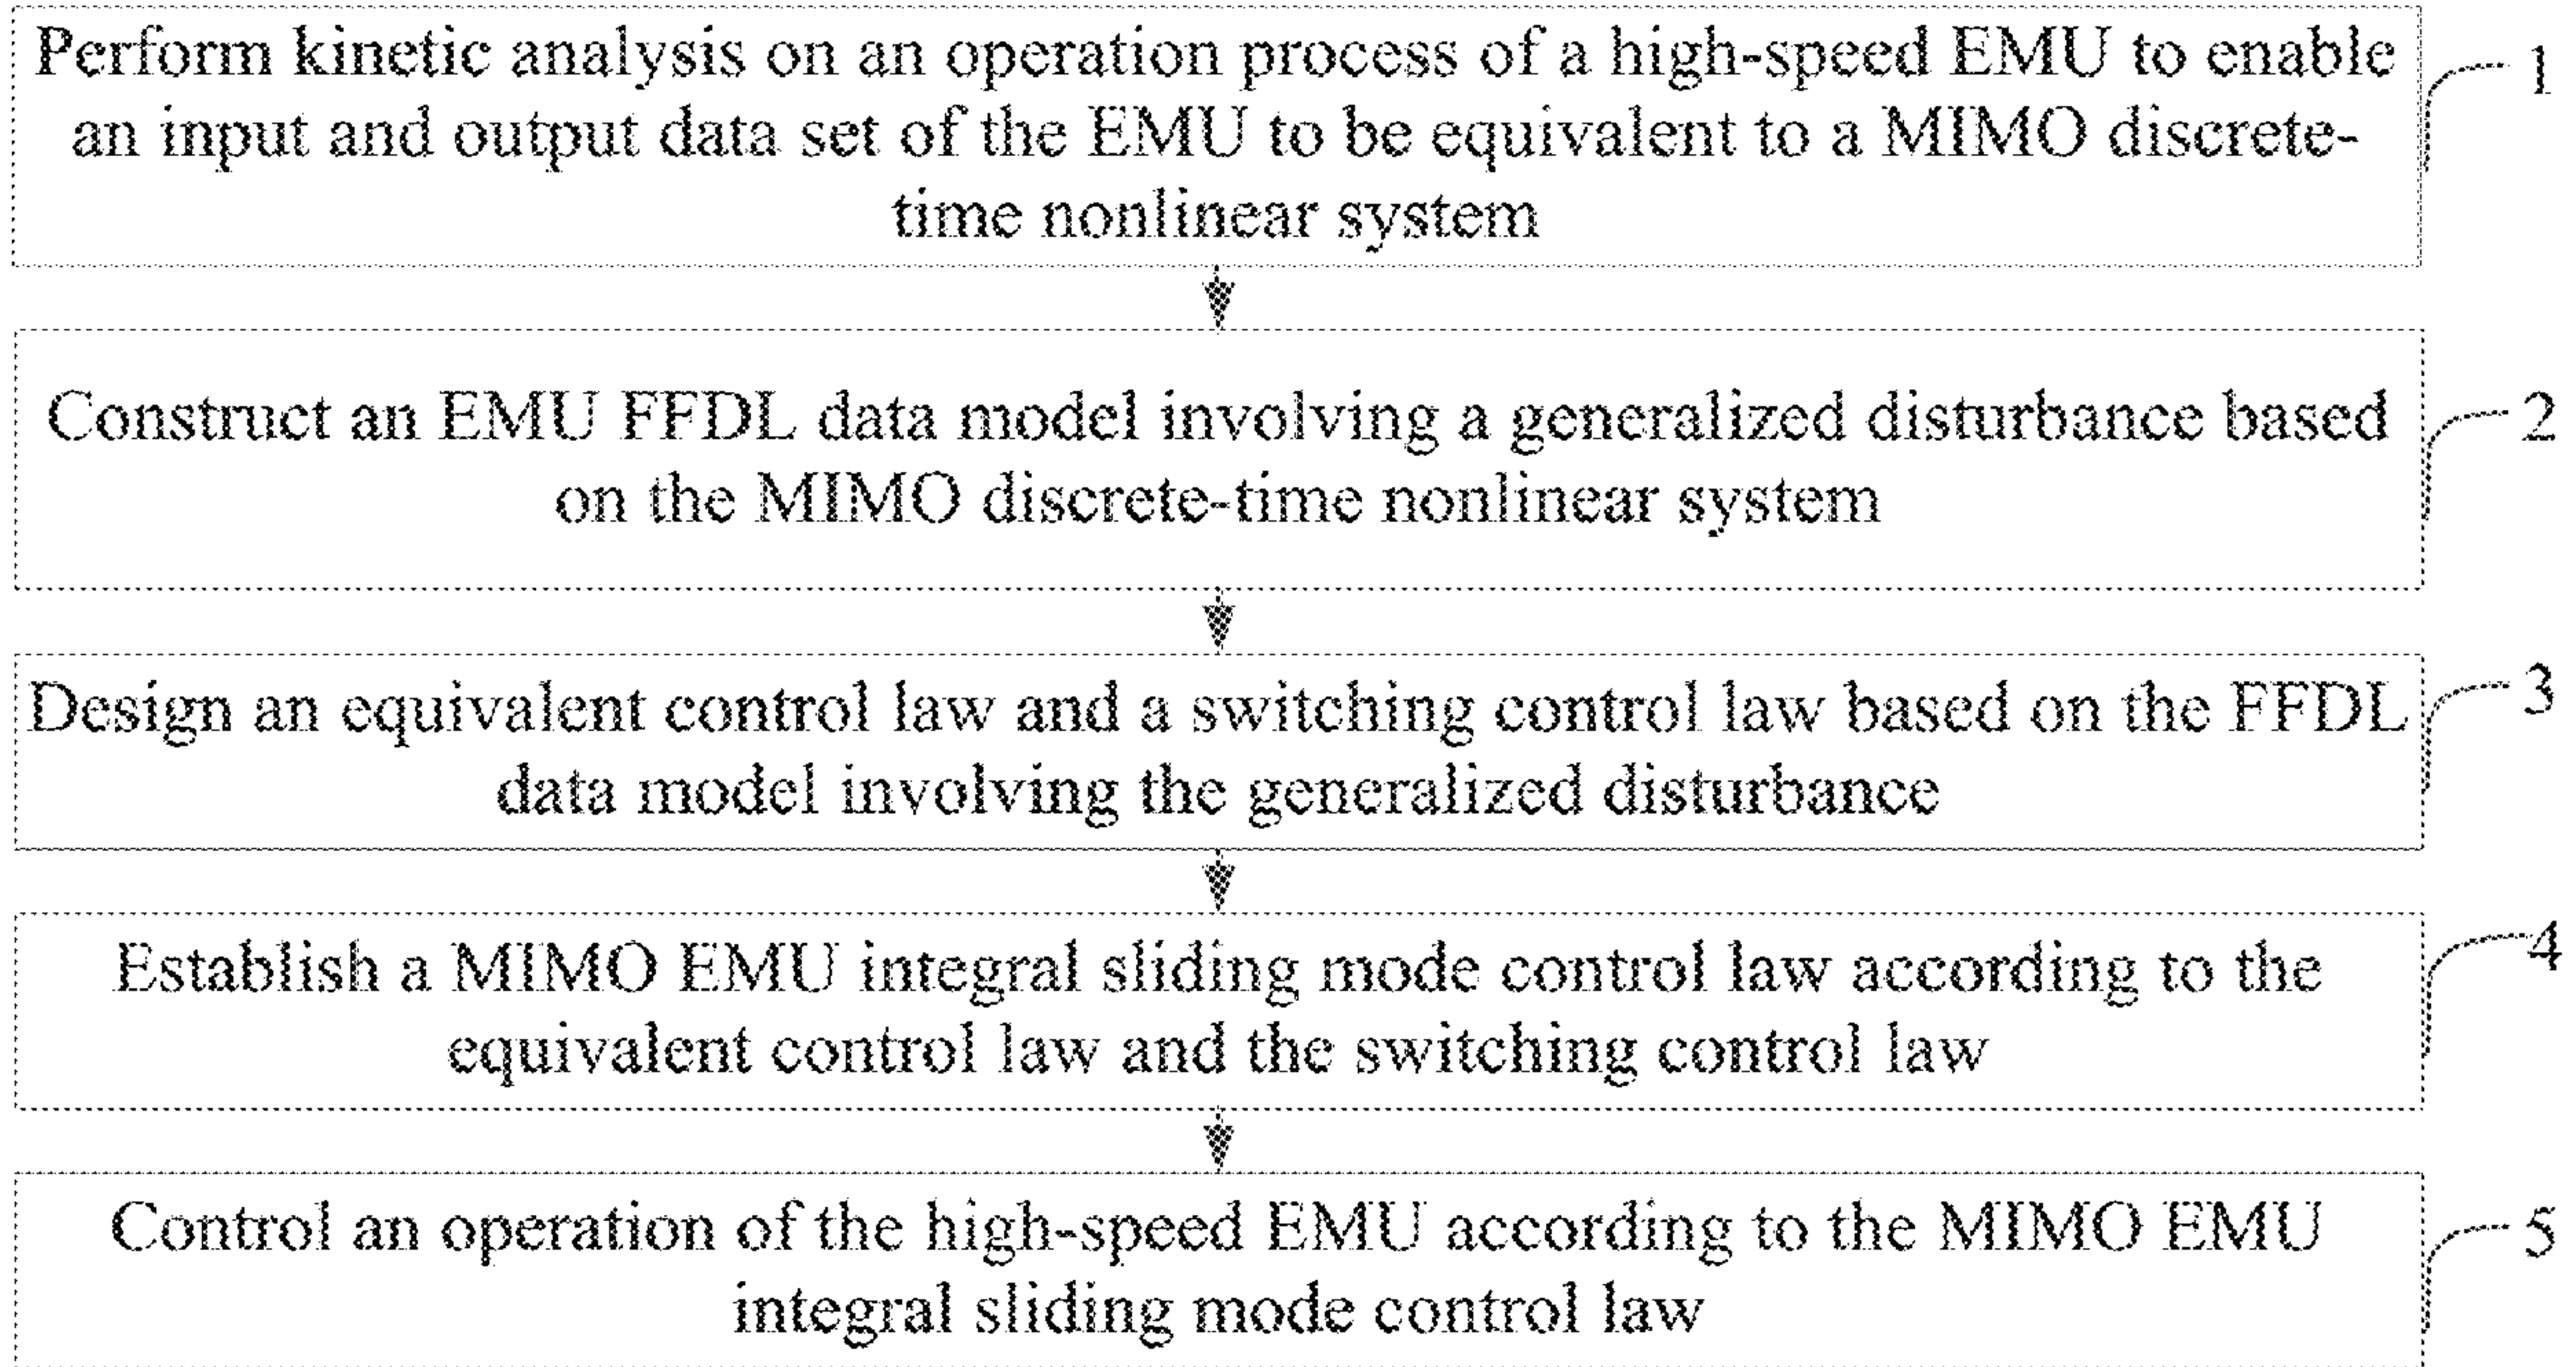 Perform kinetic analysis on an operation process of a high-speed EMU to enable
an input and output data set of the EMU to be equivalent to a MIMO discrete-
time nonlinear system
1
Construct an EMU FFDL data model involving a generalized disturbance based
on the MIMO discrete-time nonlinear system
2
Design an equivalent control law and a switching control law based on the FFDL
data model involving the generalized disturbance
3
Establish a MIMO EMU integral sliding mode control law according to the
equivalent control law and the switching control law
4
Control an operation of the high-speed EMU according to the MIMO EMU
integral sliding mode control law
5